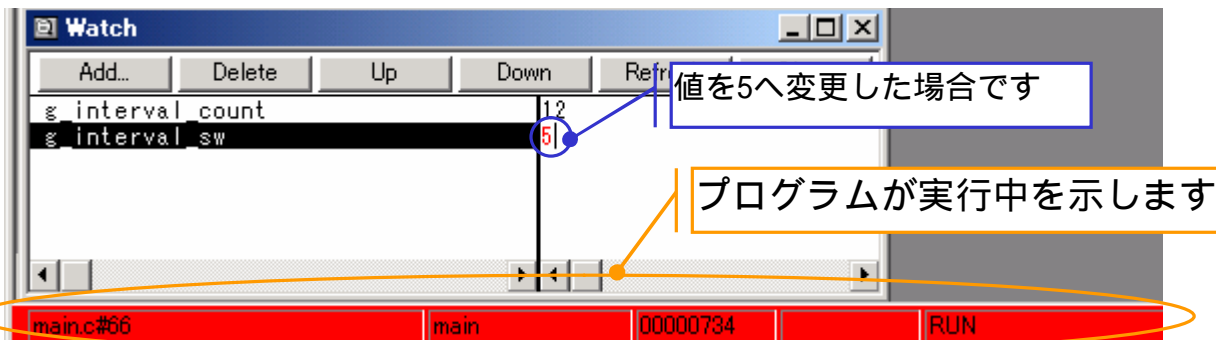 Watch
Add... Delete Up Down
値を5へ変更した場合です
g_interval_count 12
g_interval_sw 5
プログラムが実行中を示します
main.c#66 main 00000734 RUN